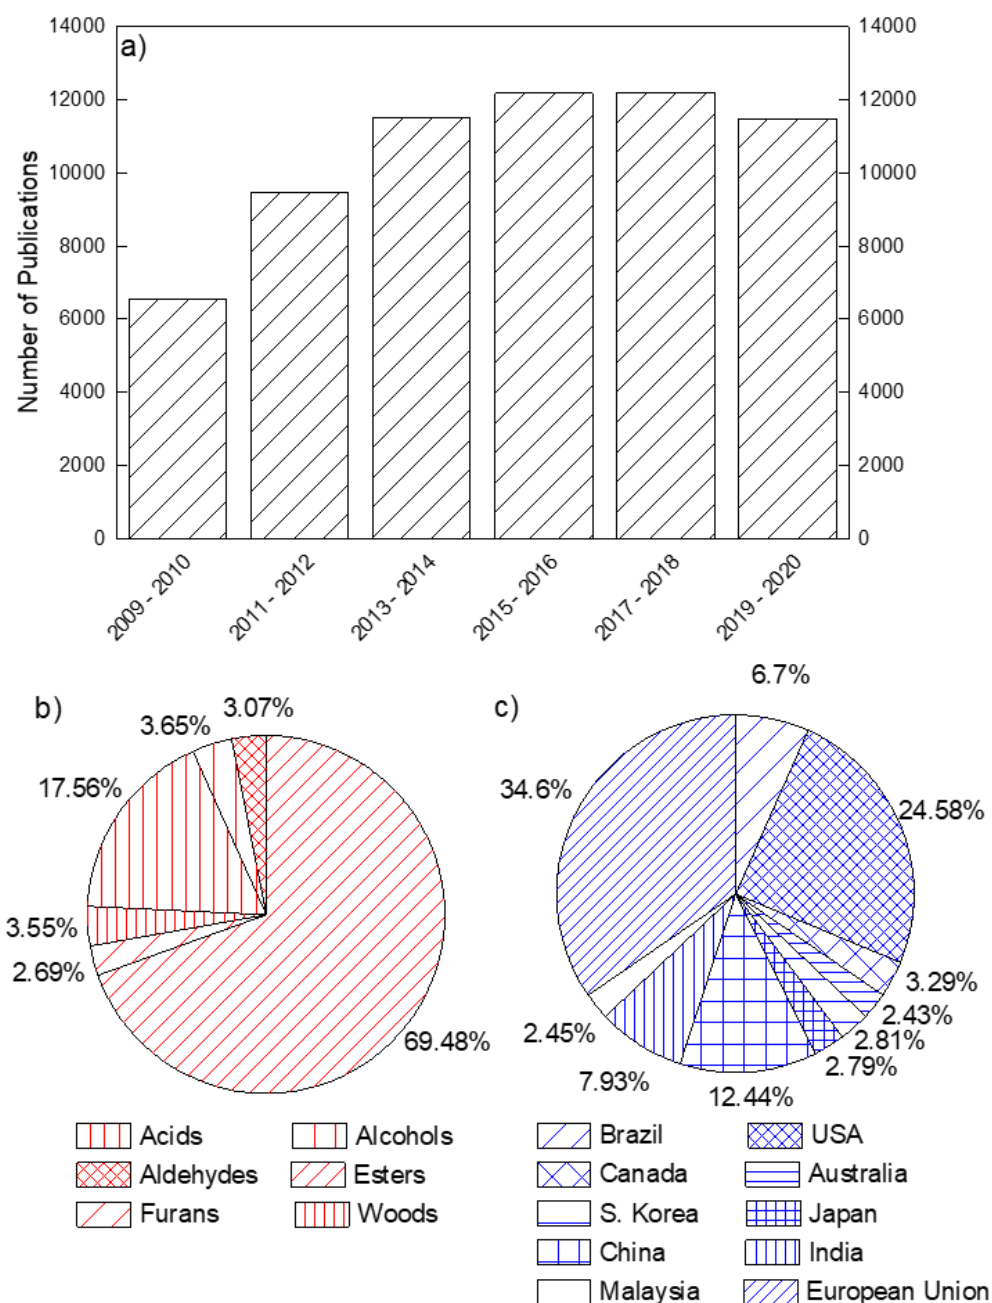 a)
14000
12000
10000
8000
6000
4000
2000
0
14000
12000
10000
8000
6000
4000
2000
0
Number of Publications
2009 - 2010
2011 - 2012
2013 - 2014
2015 - 2016
2017 - 2018
2019 - 2020
b)
3.07%
3.65%
17.56%
3.55%
2.69%
69.48%
Acids
Alcohols
Aldehydes
Esters
Furans
Woods
c)
6.7%
34.6%
24.58%
3.29%
2.43%
2.81%
2.79%
12.44%
7.93%
2.45%
Brazil
USA
Canada
Australia
S. Korea
Japan
China
India
Malaysia
European Union